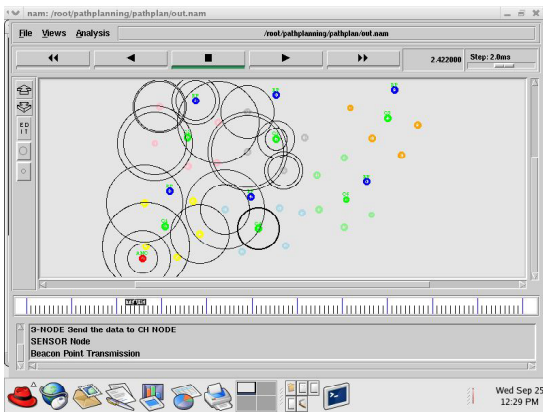 nam: /root/pathplanning/pathplan/out.nam
File Views Analysis /root/pathplanning/pathplan/out.nam
2.422000 Step: 2.0ms
ED
IT
3-NODE Send the data to CH NODE
SENSOR Node
Beacon Point Transmission
Wed Sep 25
12:29 PM